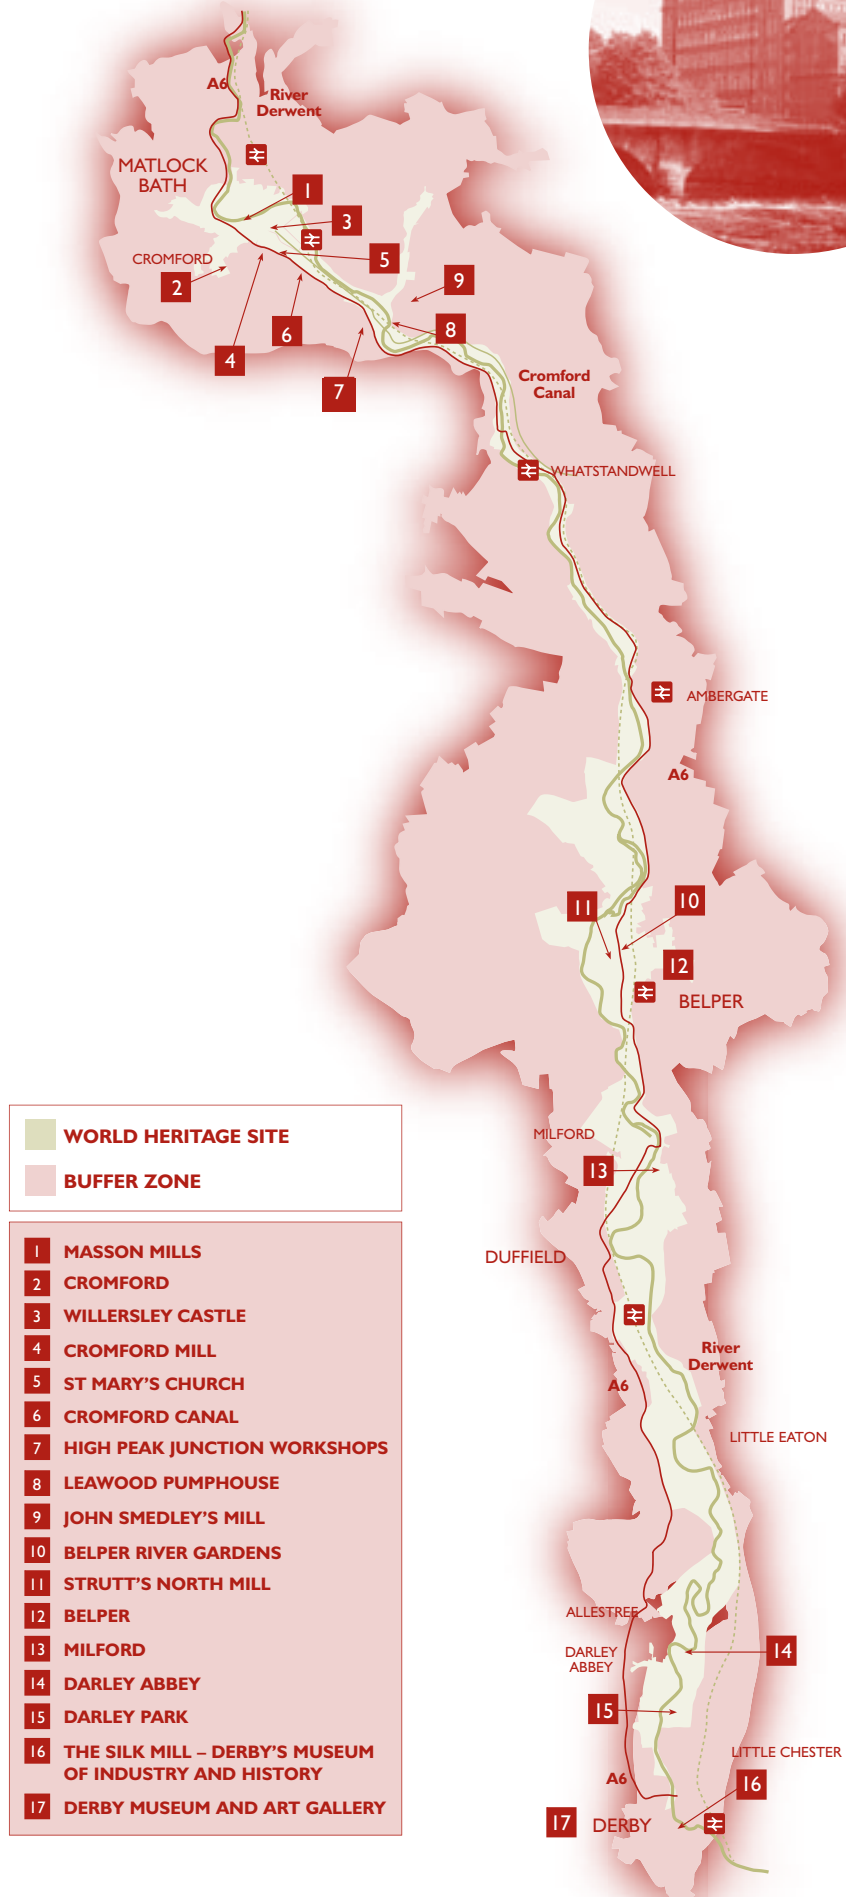 A6
River
Derwent
MATLOCK
BATH
1
3
CROMFORD
5
2
9
6
8
4
7
Cromford
Canal
WHATSTANDWELL
AMBERGATE
A6
11
10
12
BELPER
MILFORD
13
DUFFIELD
River
Derwent
A6
LITTLE EATON
ALLESTREE
DARLEY
ABBEY
14
15
LITTLE CHESTER
A6
16
17
DERBY
WORLD HERITAGE SITE
BUFFER ZONE
1 MASSON MILLS
2 CROMFORD
3 WILLERSLEY CASTLE
4 CROMFORD MILL
5 ST MARY'S CHURCH
6 CROMFORD CANAL
7 HIGH PEAK JUNCTION WORKSHOPS
8 LEAWOOD PUMPHOUSE
9 JOHN SMEDLEY'S MILL
10 BELPER RIVER GARDENS
11 STRUTT'S NORTH MILL
12 BELPER
13 MILFORD
14 DARLEY ABBEY
15 DARLEY PARK
16 THE SILK MILL – DERBY'S MUSEUM
OF INDUSTRY AND HISTORY
17 DERBY MUSEUM AND ART GALLERY